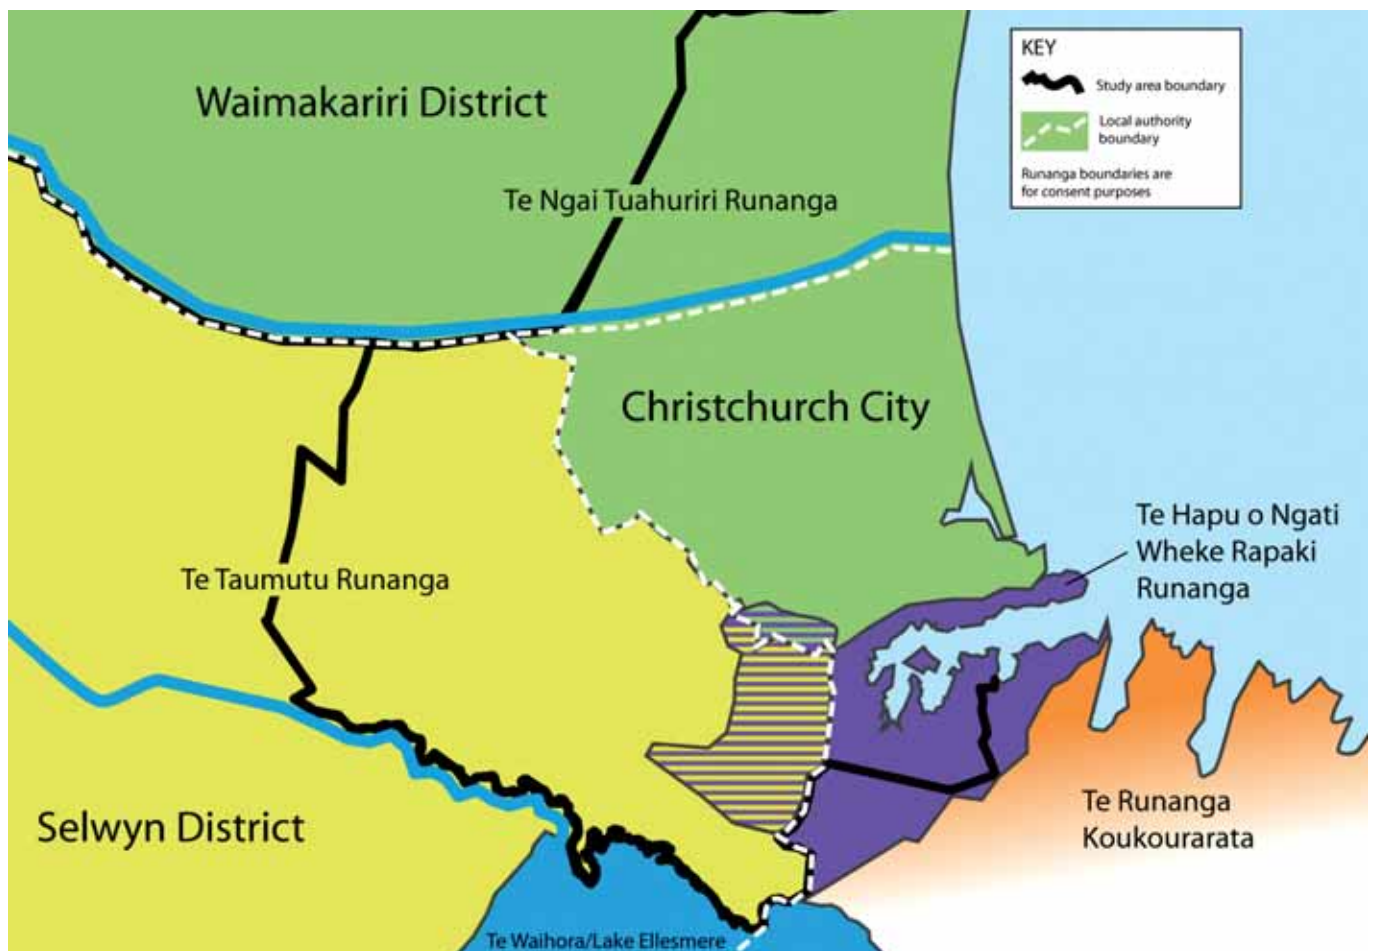 KEY
Study area boundary
Local authority
boundary
Runanga boundaries are
for consent purposes
Waimakariri District
Te Ngai Tuahuriri Runanga
Christchurch City
Te Hapu o Ngati
Wheke Rapaki
Runanga
Te Taumutu Runanga
Te Runanga
Koukourarata
Selwyn District
Te Waihora/Lake Ellesmere